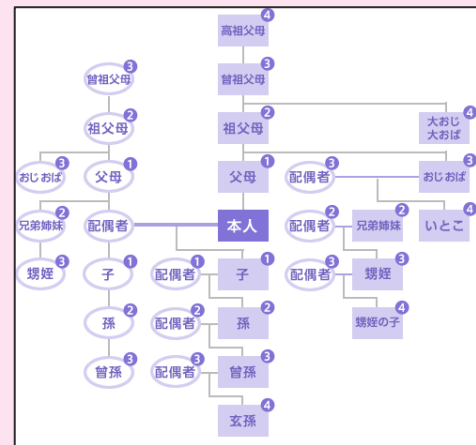 高祖父母 4
曾祖父母 3
曾祖父母 3
祖父母 2
祖父母 2
大おじ
大おば 4
おじおば 3
父母 1
父母 1
配偶者 3
おじおば 3
兄弟姉妹 2
配偶者
本人
配偶者 2
兄弟姉妹 2
いとこ 4
甥姪 3
子 1
配偶者 1
子 1
配偶者 3
甥姪 3
孫 2
配偶者 2
孫 2
甥姪の子 4
曾孫 3
配偶者 3
曾孫 3
玄孫 4